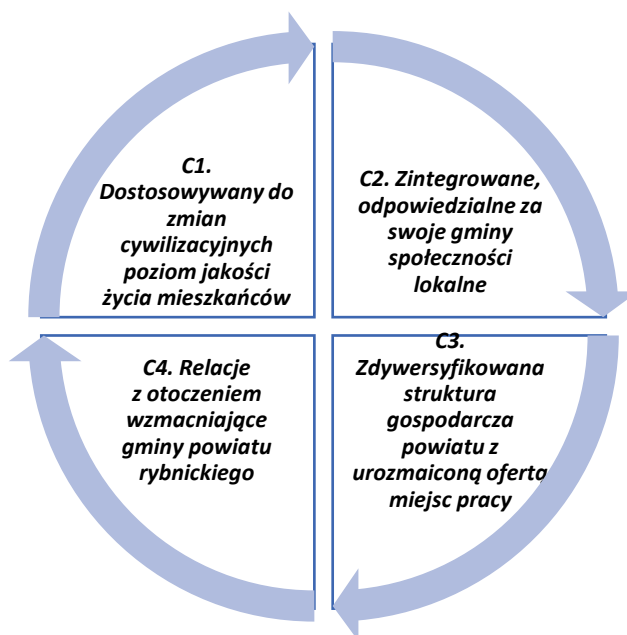 C1.
Dostosowywany do
zmian
cywilizacyjnych
poziom jakości
życia mieszkańców
C2. Zintegrowane,
odpowiedzialne za
swoje gminy
społeczności
lokalne
C3.
Zdywersyfikowana
struktura
gospodarcza
powiatu z
urozmaiconą ofertą
miejsc pracy
C4. Relacje
z otoczeniem
wzmacniające
gminy powiatu
rybnickiego